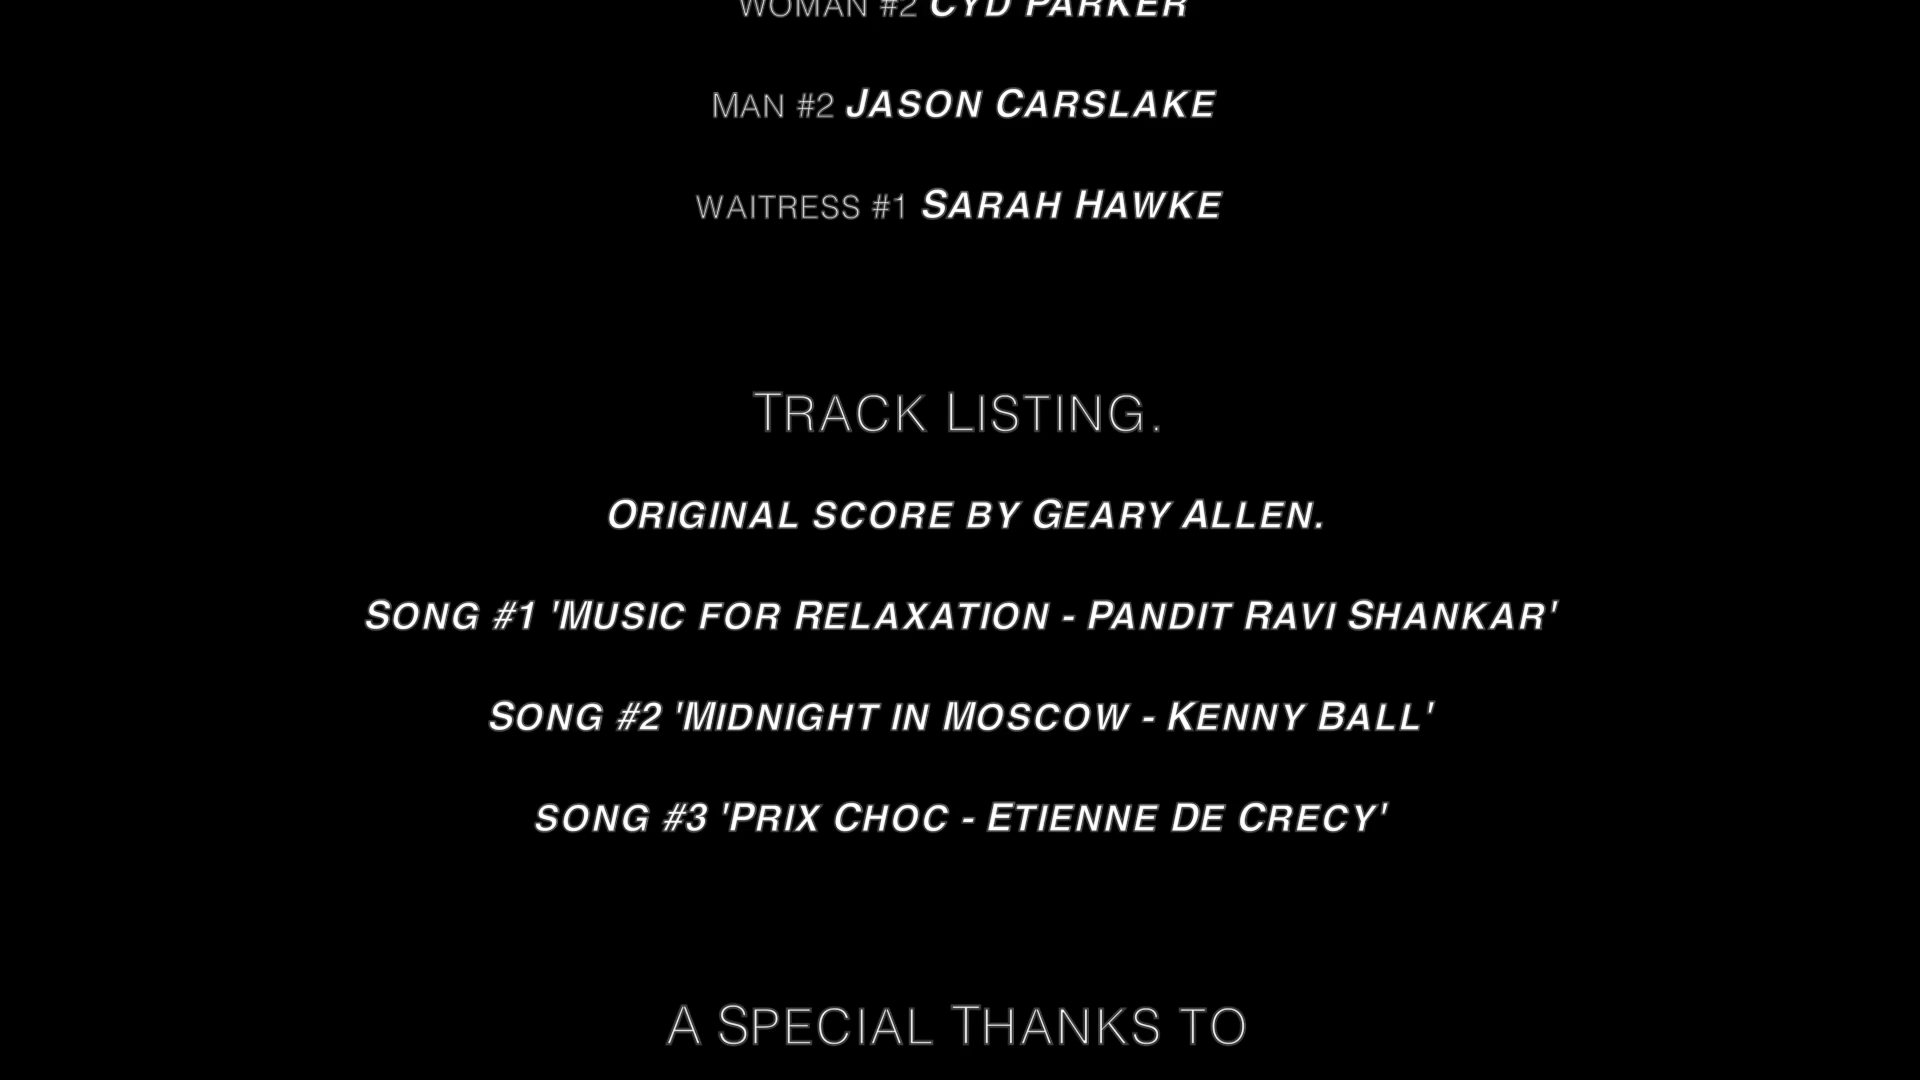 WOMAN #2 CYD PARKER
MAN #2 JASON CARSLAKE
WAITRESS #1 SARAH HAWKE
TRACK LISTING.
ORIGINAL SCORE BY GEARY ALLEN.
SONG #1 'MUSIC FOR RELAXATION - PANDIT RAVI SHANKAR'
SONG #2 'MIDNIGHT IN MOSCOW - KENNY BALL'
SONG #3 'PRIX CHOC - ETIENNE DE CRECY'
A SPECIAL THANKS TO